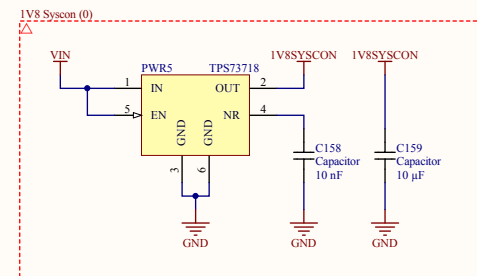 1V8 Syscon (0)
VIN
PWR5 TPS73718
1V8SYSCON 1V8SYSCON
1 IN OUT 2
5 EN NR 4
GND GND
3 6
C158
Capacitor
10 nF
C159
Capacitor
10 µF
GND GND GND